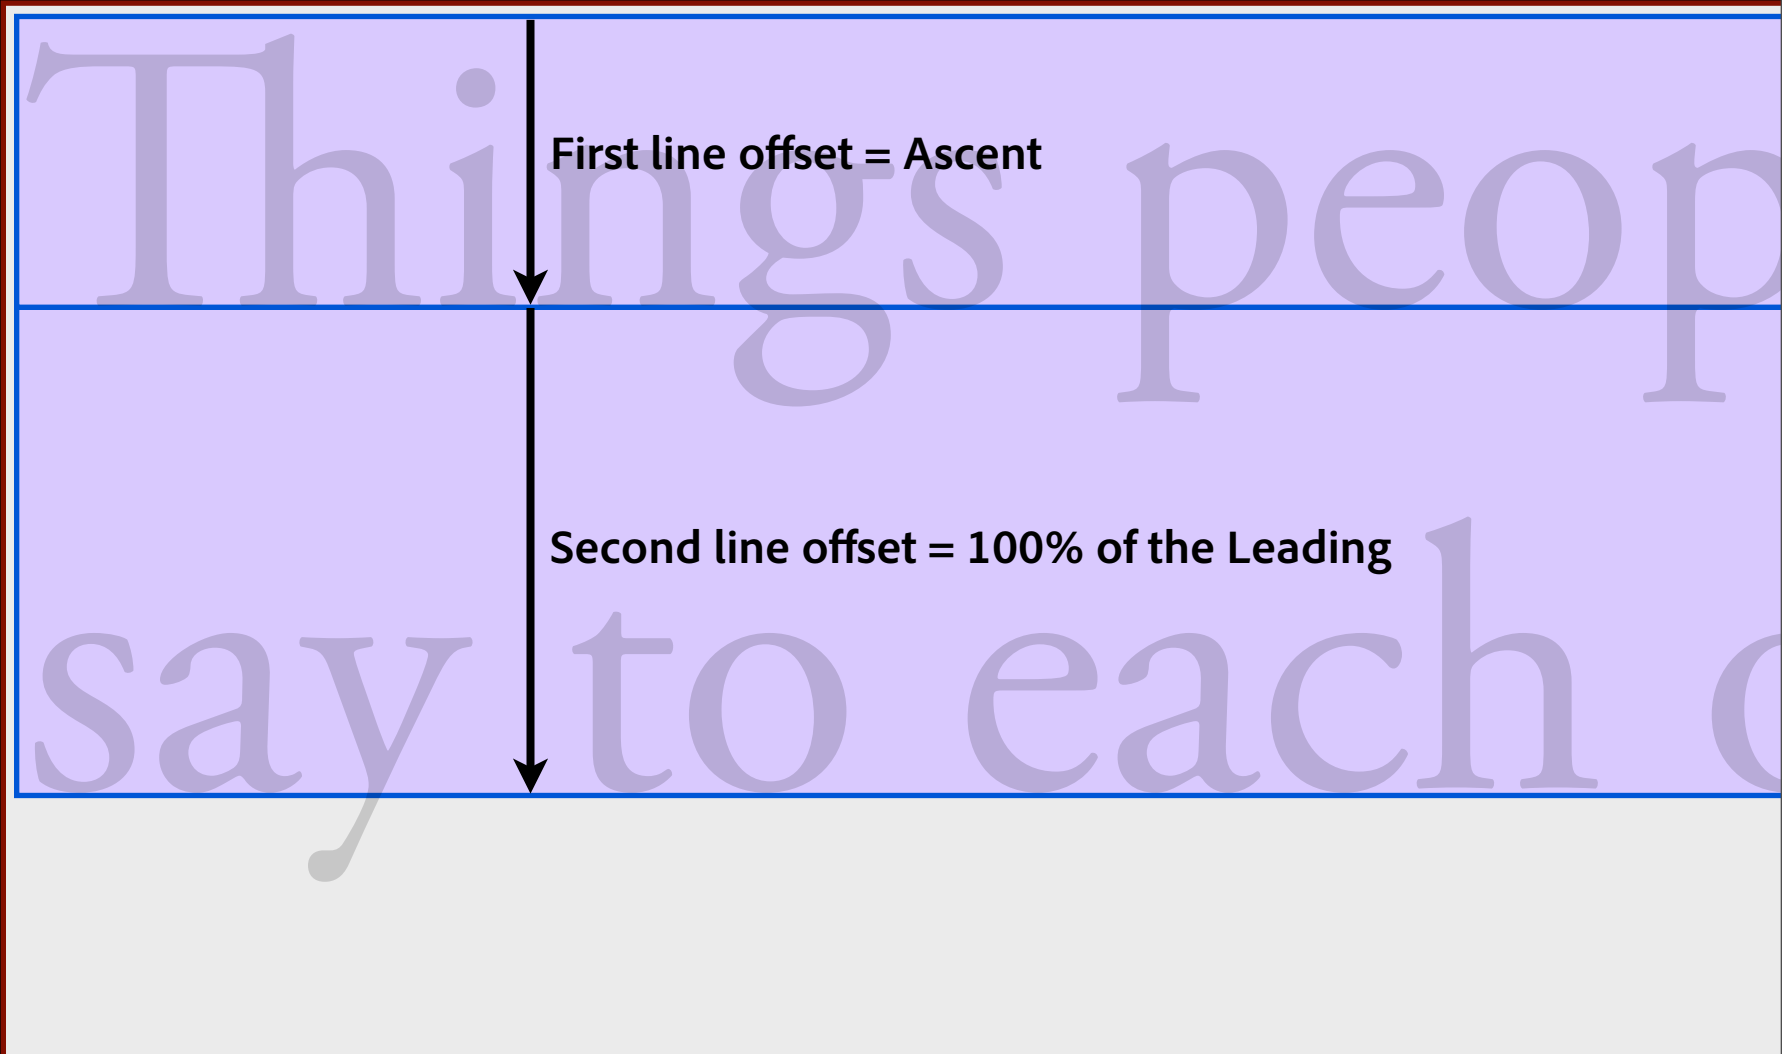 Things peop
First line offset = Ascent
Second line offset = 100% of the Leading
say to each o